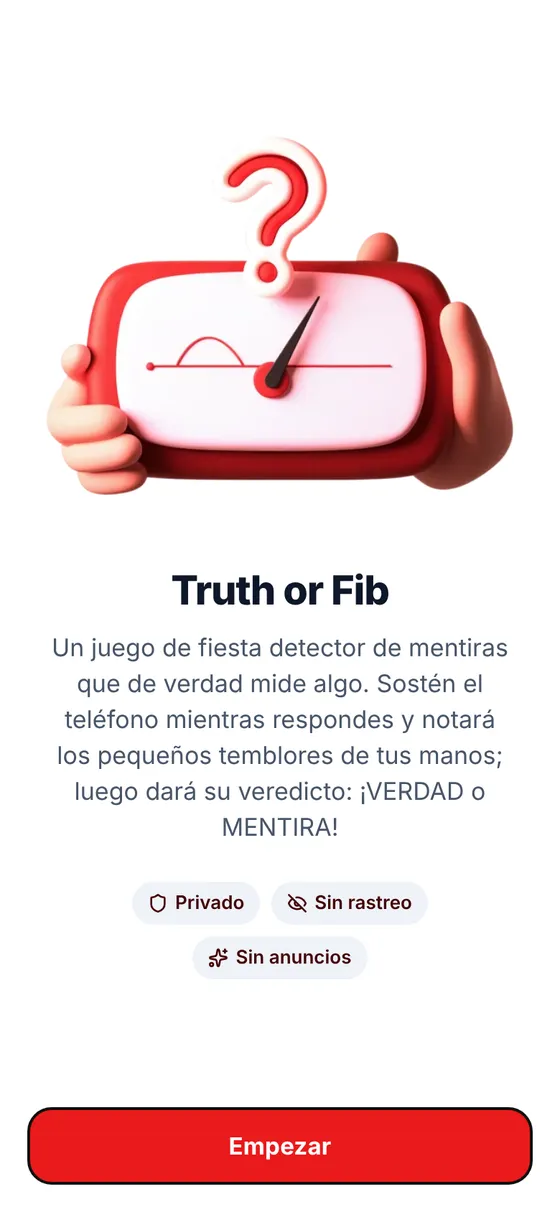 ?
Truth or Fib
Un juego de fiesta detector de mentiras
que de verdad mide algo. Sostén el
teléfono mientras respondes y notará
los pequeños temblores de tus manos;
luego dará su veredicto: ¡VERDAD o
MENTIRA!
Privado
Sin rastreo
Sin anuncios
Empezar